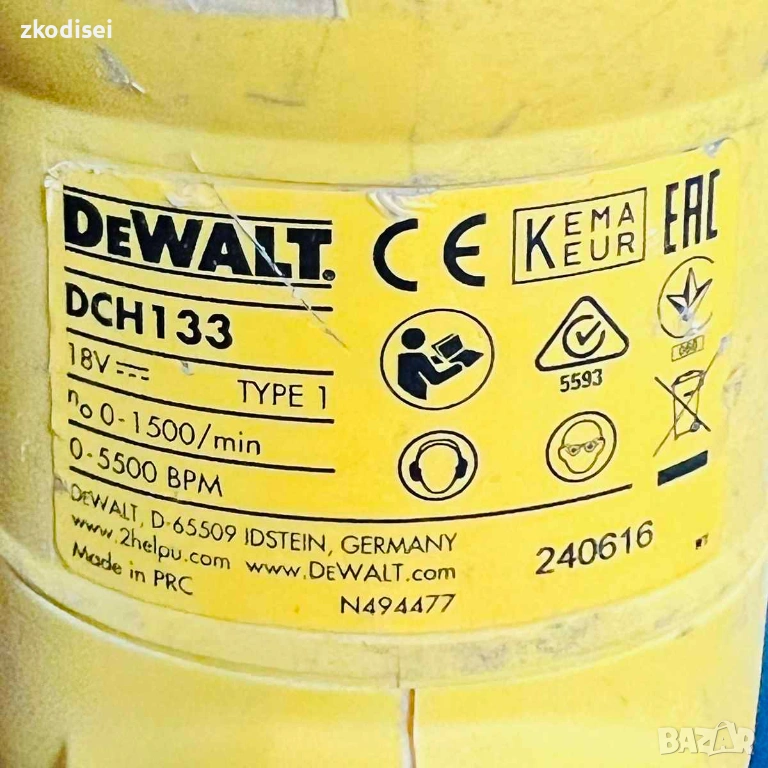 zkodisei
DEWALT.
CE
KEMA
KEUR
EAC
DCH133
18V
TYPE 1
5593
n₀ 0-1500/min
0-5500 BPM
DEWALT, D-65509 IDSTEIN, GERMANY
www.2helpu.com www.DEWALT.com
Made in PRC
N494477
240616
BAZAR